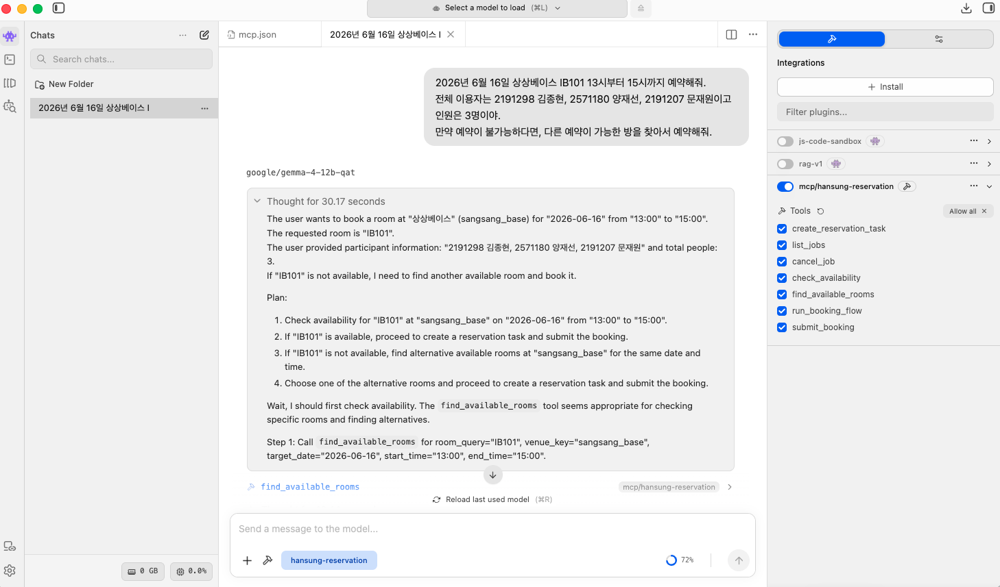 Select a model to load (⌘L)
Chats
Search chats...
New Folder
2026년 6월 16일 상상베이스 I
mcp.json
2026년 6월 16일 상상베이스 I
2026년 6월 16일 상상베이스 IB101 13시부터 15시까지 예약해줘.
전체 이용자는 2191298 김종현, 2571180 양재선, 2191207 문재원이고
인원은 3명이야.
만약 예약이 불가능하다면, 다른 예약이 가능한 방을 찾아서 예약해줘.
google/gemma-4-12b-qat
Thought for 30.17 seconds
The user wants to book a room at "상상베이스" (sangsang_base) for "2026-06-16" from "13:00" to "15:00".
The requested room is "IB101".
The user provided participant information: "2191298 김종현, 2571180 양재선, 2191207 문재원" and total people:
3.
If "IB101" is not available, I need to find another available room and book it.
Plan:
1. Check availability for "IB101" at "sangsang_base" on "2026-06-16" from "13:00" to "15:00".
2. If "IB101" is available, proceed to create a reservation task and submit the booking.
3. If "IB101" is not available, find alternative available rooms at "sangsang_base" for the same date and
time.
4. Choose one of the alternative rooms and proceed to create a reservation task and submit the booking.
Wait, I should first check availability. The find_available_rooms tool seems appropriate for checking
specific rooms and finding alternatives.
Step 1: Call find_available_rooms for room_query="IB101", venue_key="sangsang_base",
target_date="2026-06-16", start_time="13:00", end_time="15:00".
find_available_rooms
mcp/hansung-reservation
Reload last used model (⌘R)
Send a message to the model...
hansung-reservation
72%
0 GB
0.0%
Integrations
+ Install
Filter plugins...
js-code-sandbox
rag-v1
mcp/hansung-reservation
Tools
Allow all ×
create_reservation_task
list_jobs
cancel_job
check_availability
find_available_rooms
run_booking_flow
submit_booking